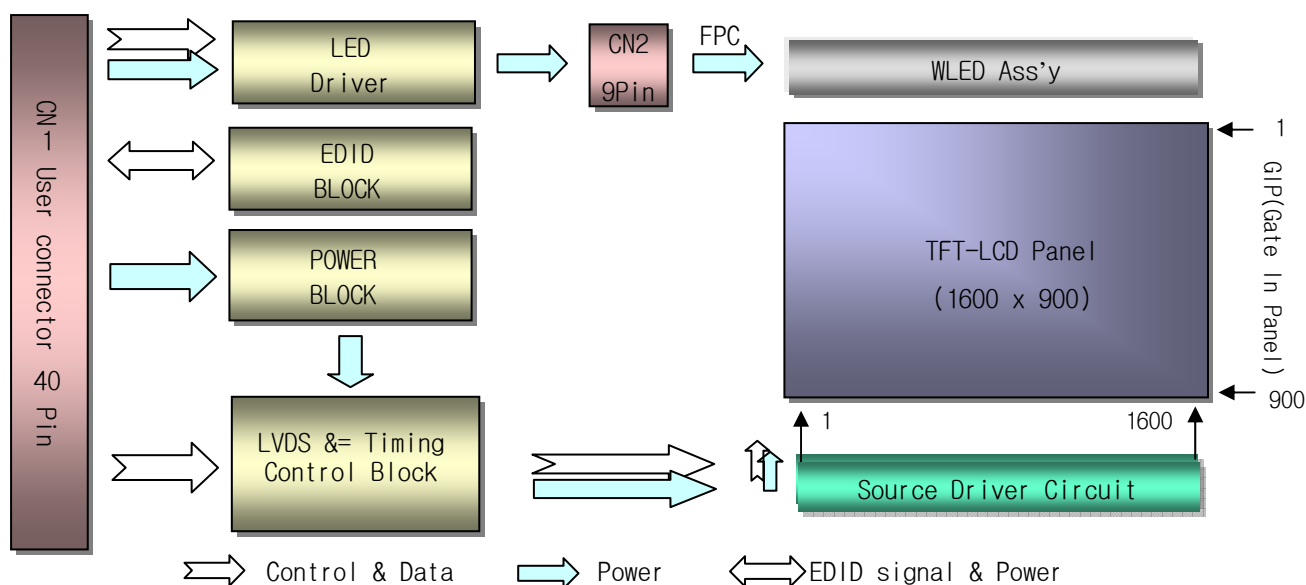 CN-1 User connector 40 Pin
LED
Driver
CN2
9Pin
FPC
WLED Ass'y
EDID
BLOCK
POWER
BLOCK
LVDS &= Timing
Control Block
TFT-LCD Panel
(1600 x 900)
1
GIP(Gate In Panel)
900
1
1600
Source Driver Circuit
Control & Data
Power
EDID signal & Power